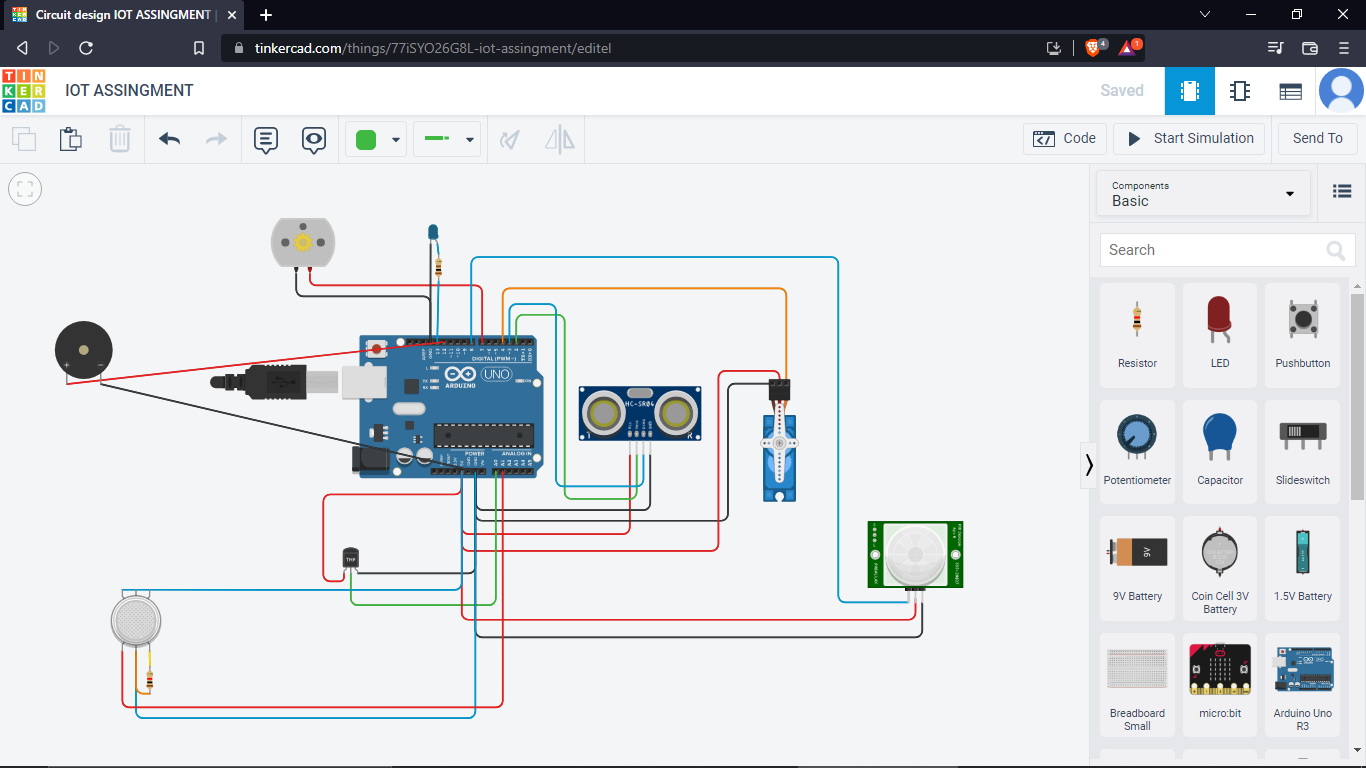 Circuit design IOT ASSINGMENT |
tinkercad.com/things/77iSYO26G8L-iot-assingment/editel
4
1
TIN
KER
CAD
IOT ASSINGMENT
Saved
Code
Start Simulation
Send To
Components
Basic
Search
Resistor
LED
Pushbutton
Potentiometer
Capacitor
Slideswitch
9V
9V Battery
Coin Cell 3V
Battery
1.5V Battery
Breadboard
Small
micro:bit
Arduino Uno
R3
DIGITAL (PWM~)
UNO
ARDUINO
POWER
ANALOG IN
HC-SR04
T
R
TMP